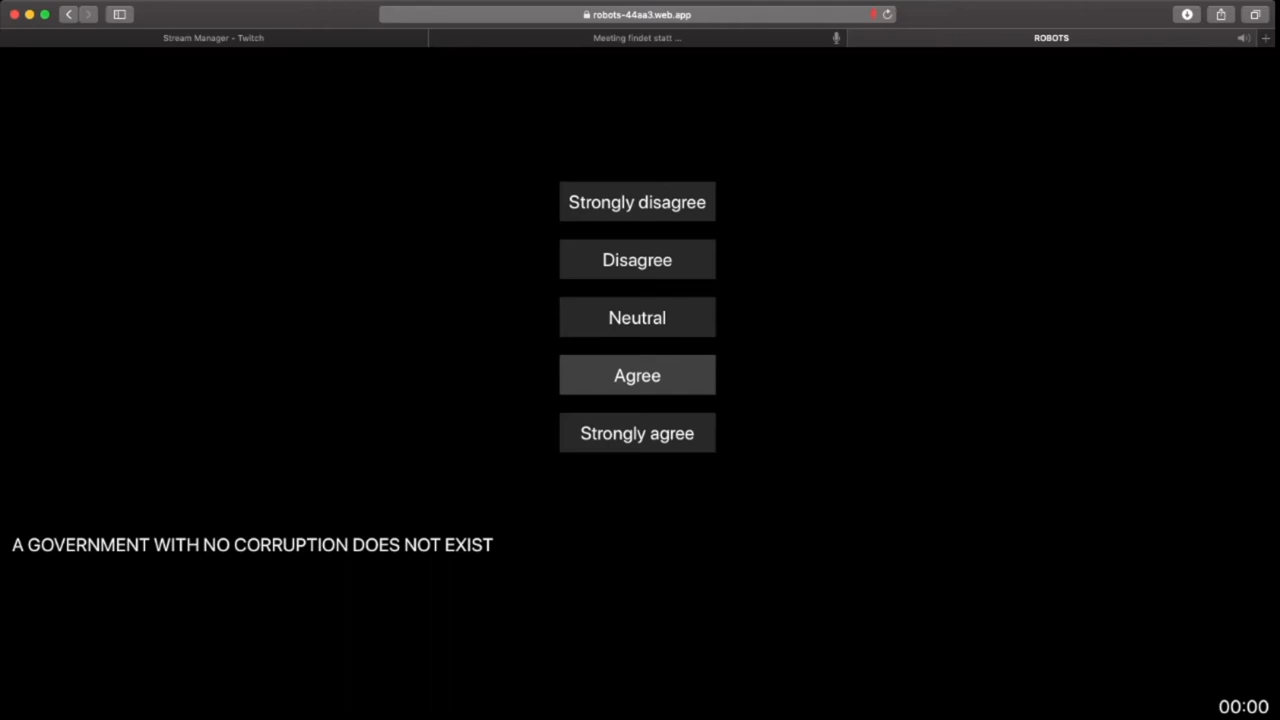 robots-44aa3.web.app
Stream Manager - Twitch
Meeting findet statt ...
ROBOTS
Strongly disagree
Disagree
Neutral
Agree
Strongly agree
A GOVERNMENT WITH NO CORRUPTION DOES NOT EXIST
00:00